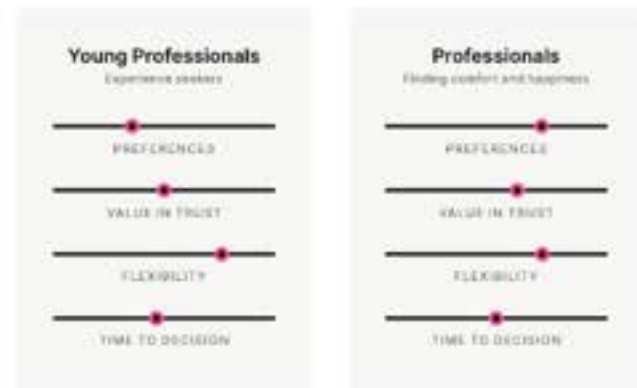 Young Professionals
Experience seekers
PREFERENCES
VALUE IN TRUST
FLEXIBILITY
TIME TO DECISION
Professionals
Finding comfort and happiness
PREFERENCES
VALUE IN TRUST
FLEXIBILITY
TIME TO DECISION